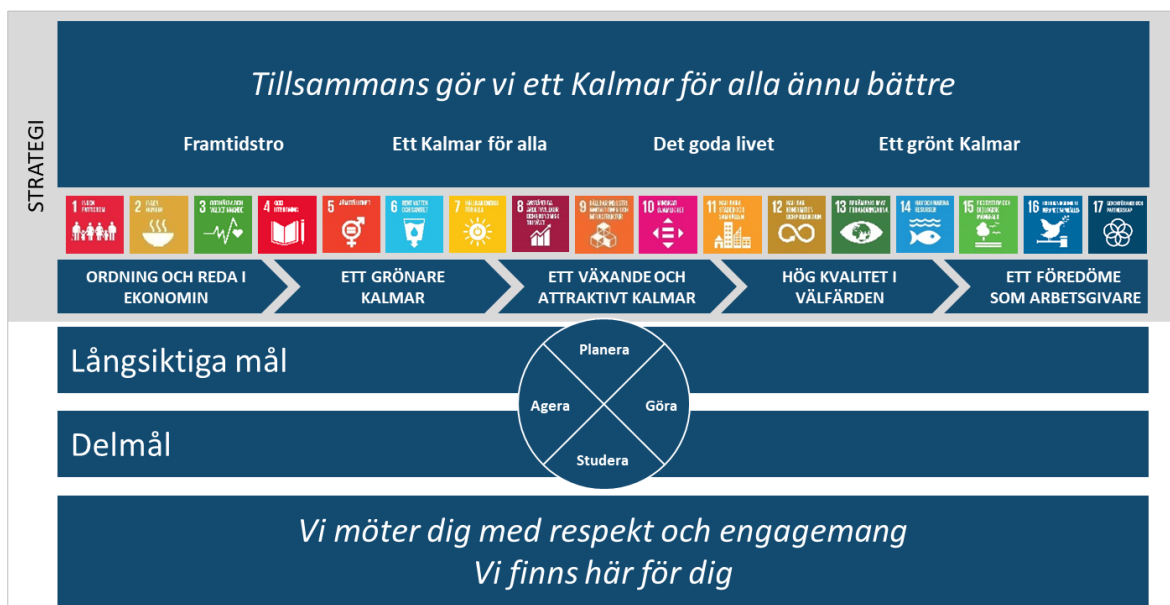 STRATEGI
Tillsammans gör vi ett Kalmar för alla ännu bättre
Framtidstro Ett Kalmar för alla Det goda livet Ett grönt Kalmar
1 2 3 4 5 6 7 8 9 10 11 12 13 14 15 16 17
ORDNING OCH REDA I
EKONOMIN
ETT GRÖNARE
KALMAR
ETT VÄXANDE OCH
ATTRAKTIVT KALMAR
HÖG KVALITET I
VÄLFÄRDEN
ETT FÖREDÖME
SOM ARBETSGIVARE
Långsiktiga mål
Planera
Agera Göra
Studera
Delmål
Vi möter dig med respekt och engagemang
Vi finns här för dig